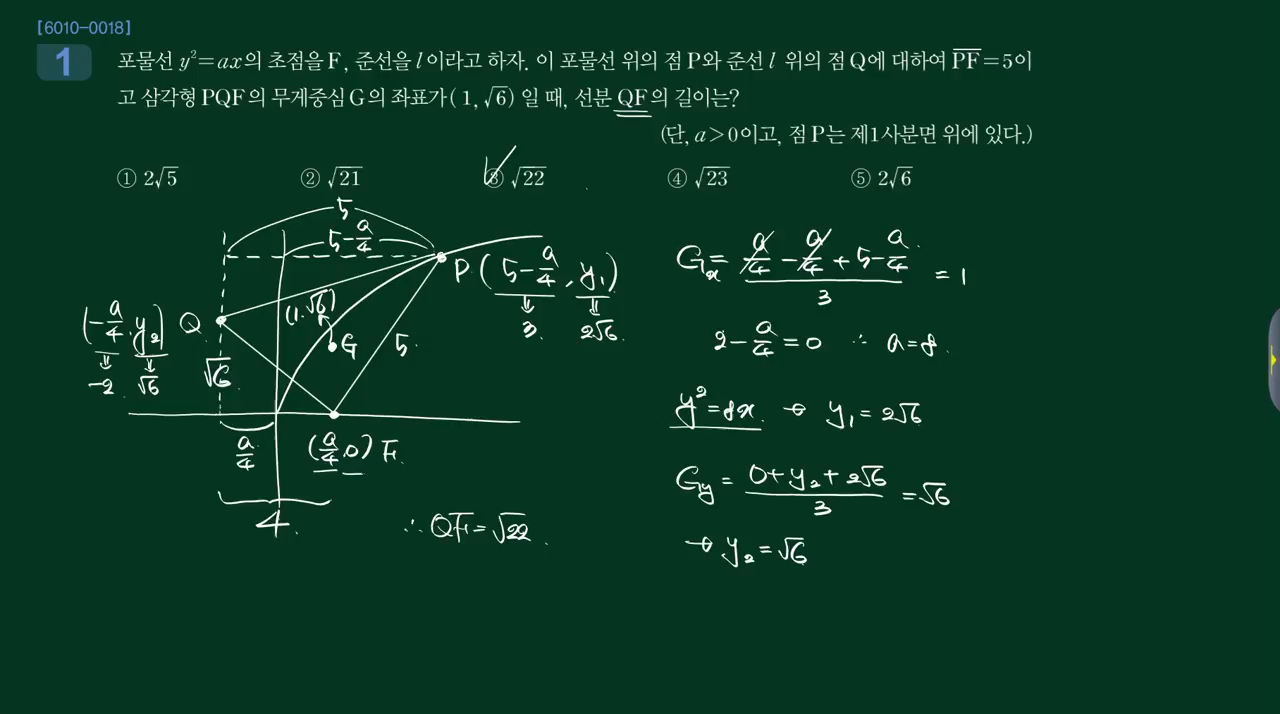 [6010-0018]
1
포물선 y²=ax의 초점을 F, 준선을 l이라고 하자. 이 포물선 위의 점 P와 준선 l 위의 점 Q에 대하여 P̅F̅=5이
고 삼각형 PQF의 무게중심 G의 좌표가 (1, √6) 일 때, 선분 QF의 길이는?
(단, a>0이고, 점 P는 제1사분면 위에 있다.)
① 2√5 ② √21 ③ √22 ④ √23 ⑤ 2√6
5
5-a/4
P(5-a/4, y₁)
⇓ ⇓
3. 2√6
(-a/4, y₂) Q
⇓ ⇓
-2. √6
√6
(1,√6)
G
5
a/4
(a/4, 0) F
4
∴ QF=√22
Gx = (a/4 - a/4 + 5 - a/4)/3 = 1
2 - a/4 = 0 ∴ a=8.
y²=8x. → y₁=2√6
Gy = (0+y₂+2√6)/3 = √6
→ y₂=√6